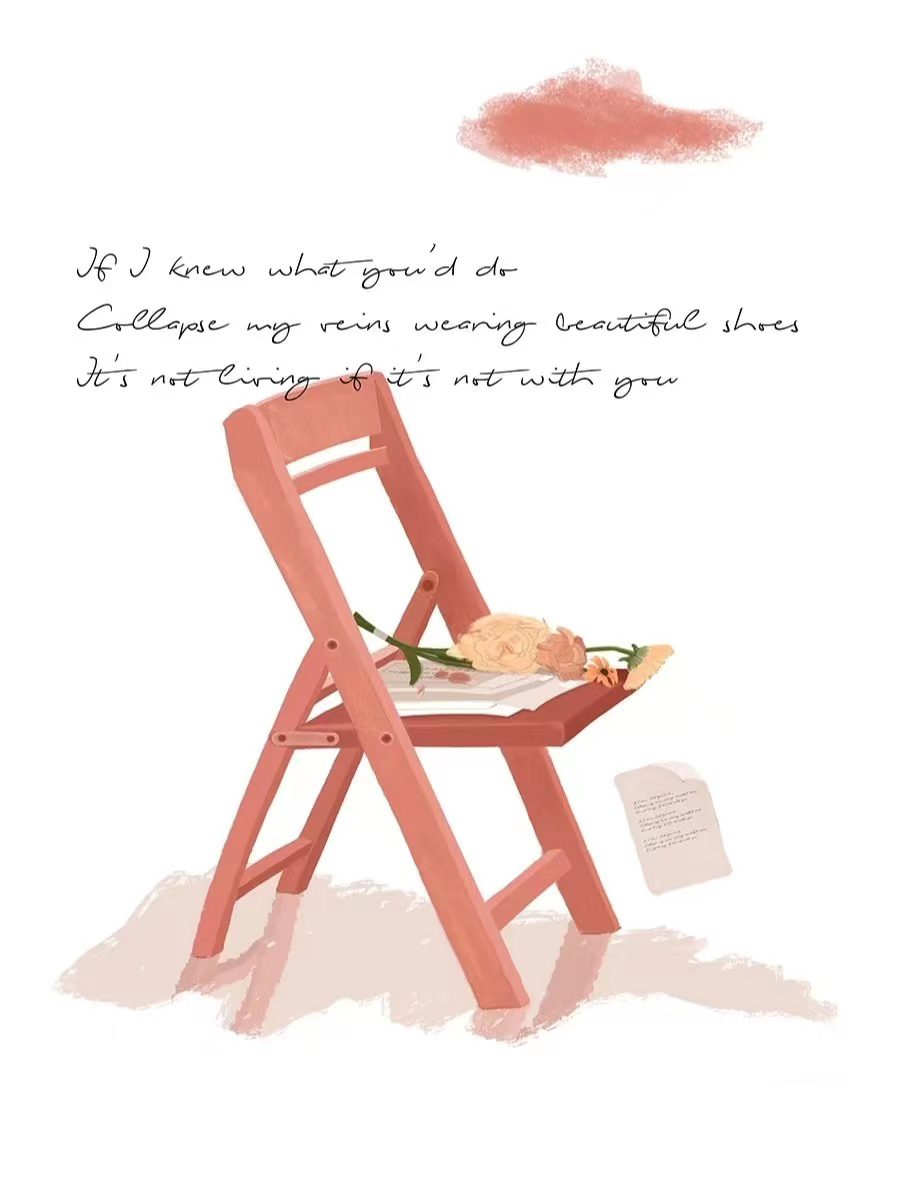 If I knew what you'd do
Collapse my veins wearing beautiful shoes
It's not living if it's not with you